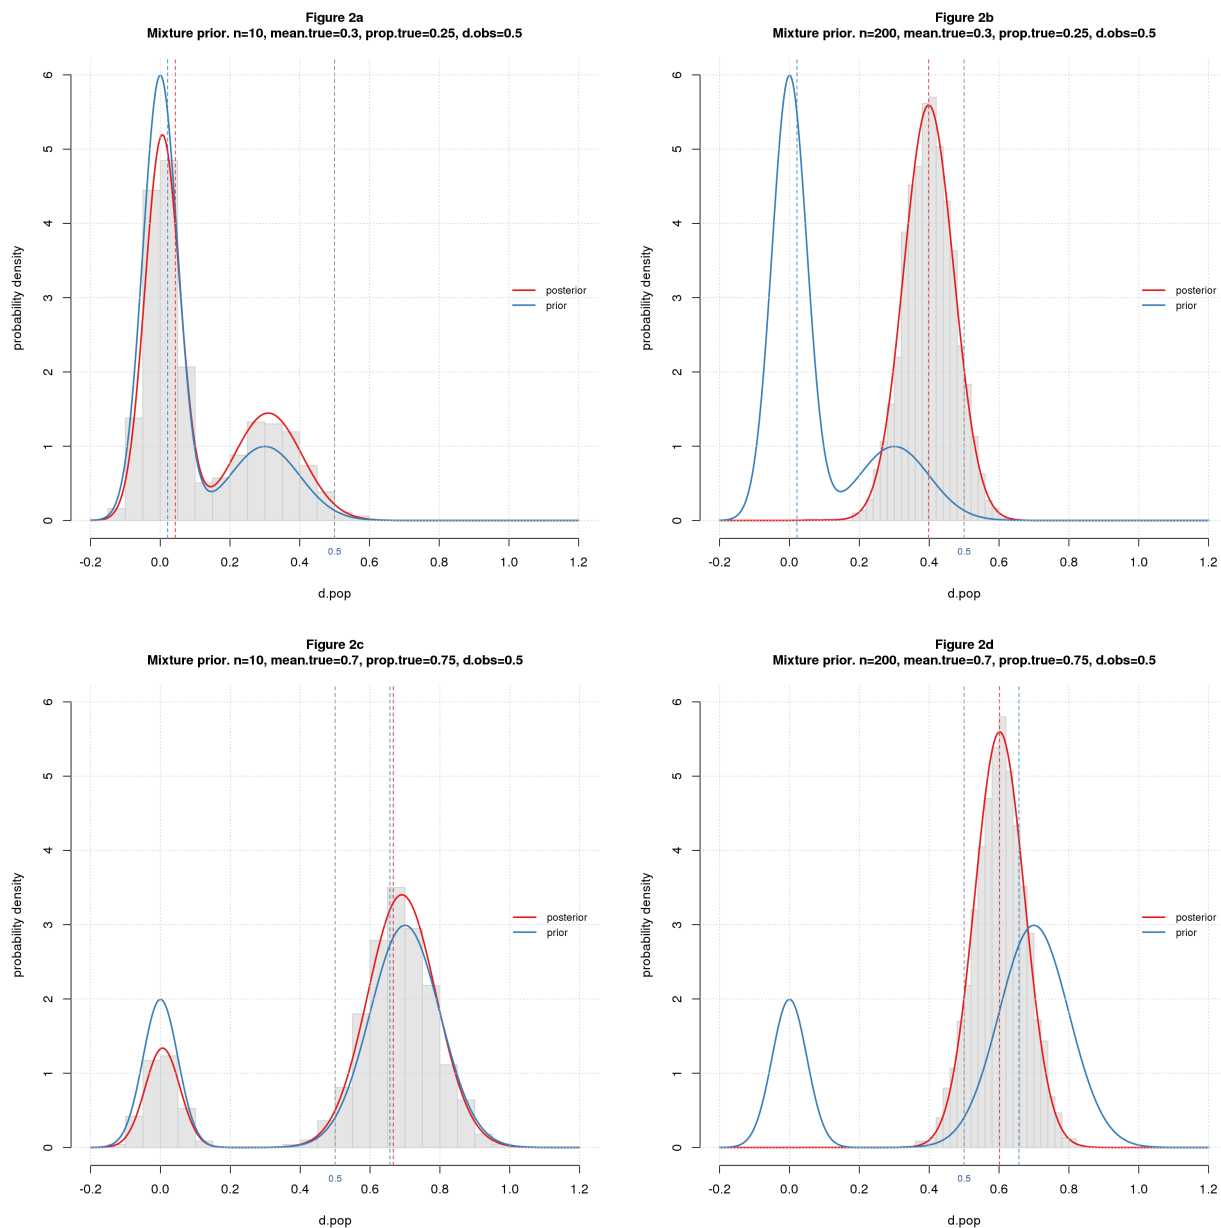 Figure 2a
Mixture prior. n=10, mean.true=0.3, prop.true=0.25, d.obs=0.5
6
5
4
3
2
1
0
probability density
posterior
prior
0.5
-0.2 0.0 0.2 0.4 0.6 0.8 1.0 1.2
d.pop
Figure 2b
Mixture prior. n=200, mean.true=0.3, prop.true=0.25, d.obs=0.5
6
5
4
3
2
1
0
probability density
posterior
prior
0.5
-0.2 0.0 0.2 0.4 0.6 0.8 1.0 1.2
d.pop
Figure 2c
Mixture prior. n=10, mean.true=0.7, prop.true=0.75, d.obs=0.5
6
5
4
3
2
1
0
probability density
posterior
prior
0.5
-0.2 0.0 0.2 0.4 0.6 0.8 1.0 1.2
d.pop
Figure 2d
Mixture prior. n=200, mean.true=0.7, prop.true=0.75, d.obs=0.5
6
5
4
3
2
1
0
probability density
posterior
prior
0.5
-0.2 0.0 0.2 0.4 0.6 0.8 1.0 1.2
d.pop